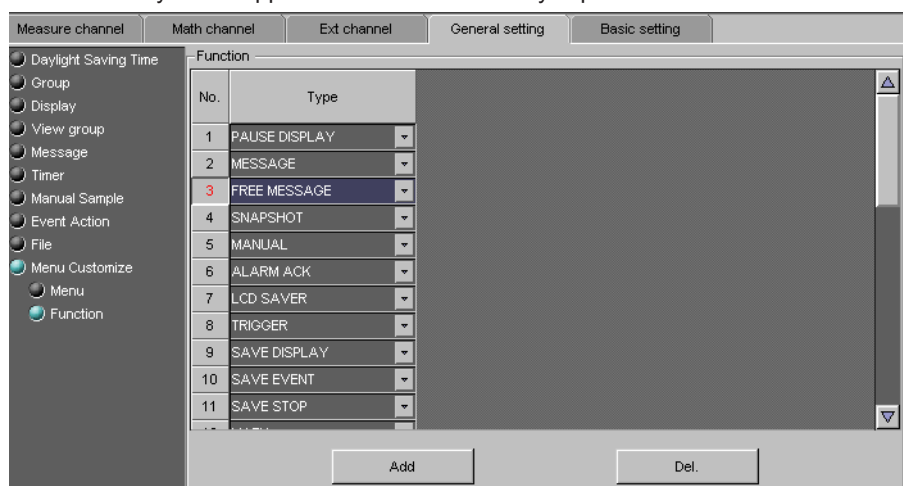 Measure channel Math channel Ext channel General setting Basic setting
Daylight Saving Time
Group
Display
View group
Message
Timer
Manual Sample
Event Action
File
Menu Customize
Menu
Function
Function
No. Type
1 PAUSE DISPLAY
2 MESSAGE
3 FREE MESSAGE
4 SNAPSHOT
5 MANUAL
6 ALARM ACK
7 LCD SAVER
8 TRIGGER
9 SAVE DISPLAY
10 SAVE EVENT
11 SAVE STOP
Add Del.